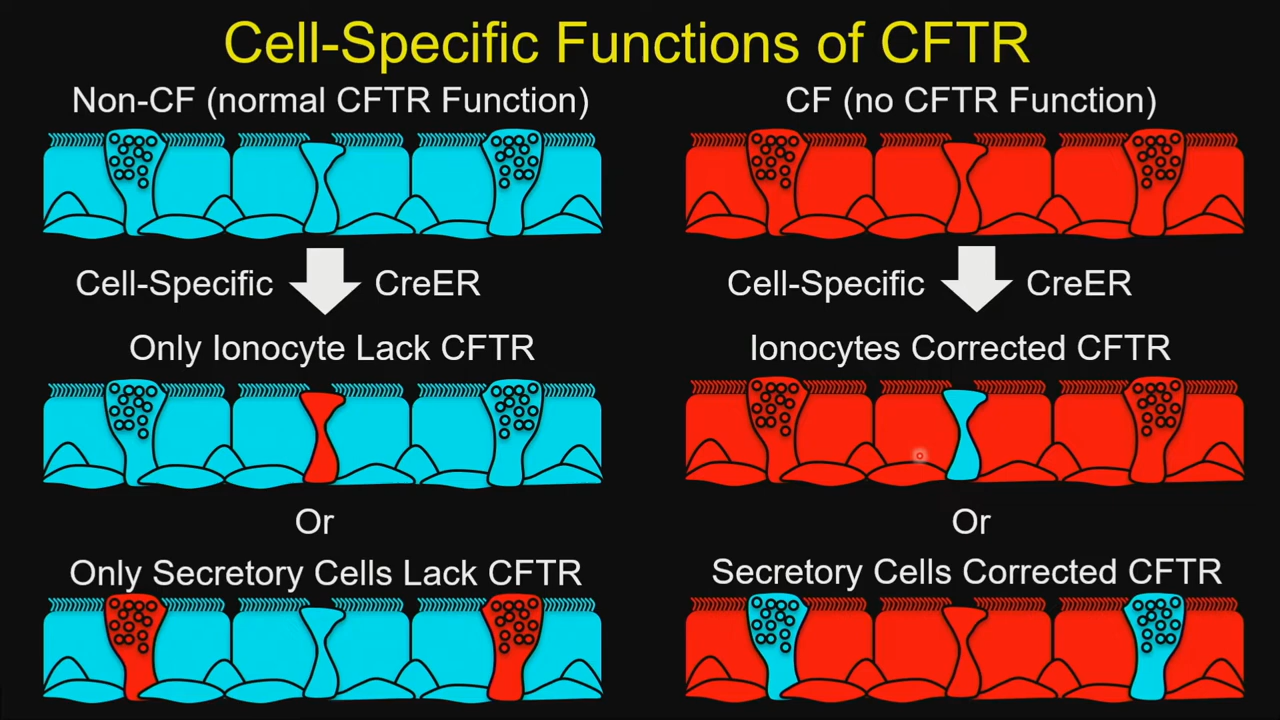 Cell-Specific Functions of CFTR
Non-CF (normal CFTR Function)
CF (no CFTR Function)
Cell-Specific CreER
Cell-Specific CreER
Only Ionocyte Lack CFTR
Ionocytes Corrected CFTR
Or
Or
Only Secretory Cells Lack CFTR
Secretory Cells Corrected CFTR